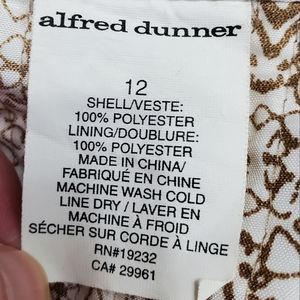 alfred dunner
12
SHELL/VESTE:
100% POLYESTER
LINING/DOUBLURE:
100% POLYESTER
MADE IN CHINA/
FABRIQUÉ EN CHINE
MACHINE WASH COLD
LINE DRY / LAVER EN
MACHINE À FROID
SÉCHER SUR CORDE À LINGE
RN#19232
CA# 29961